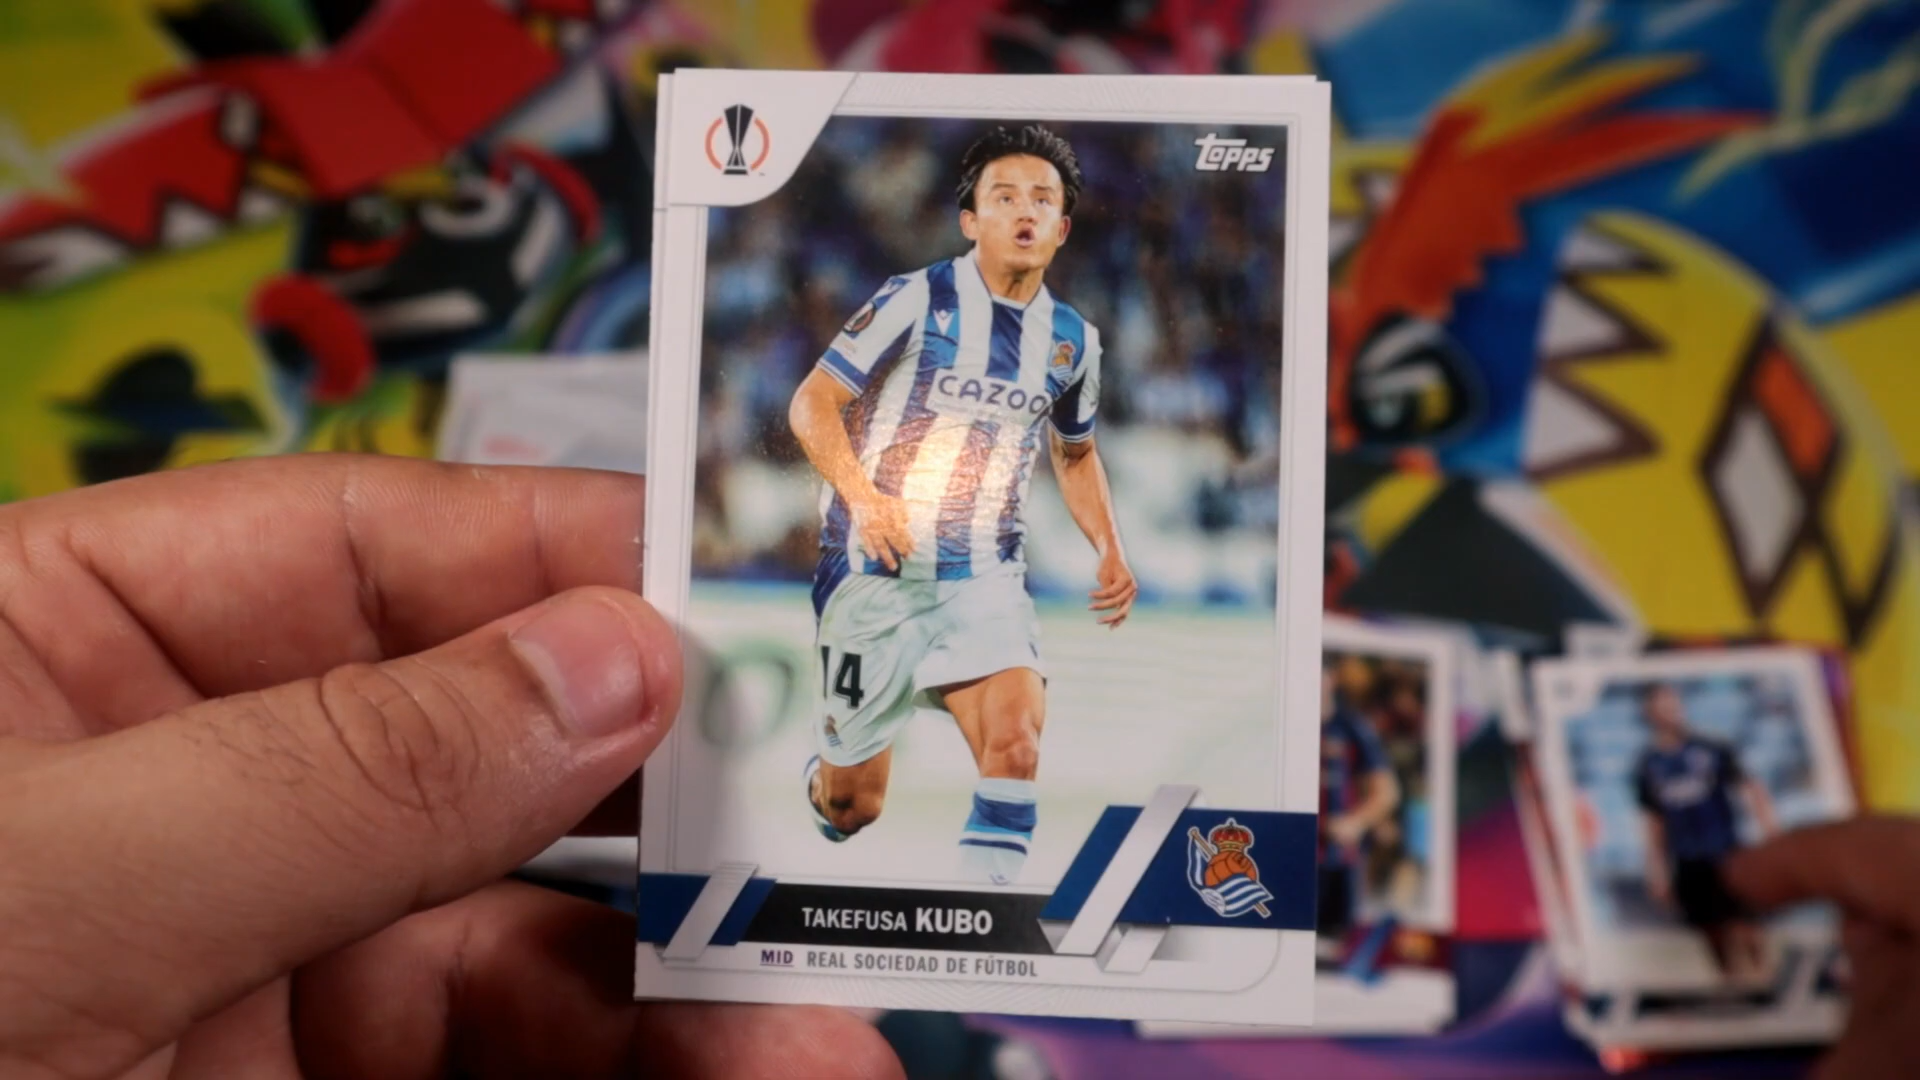 Topps
CAZOO
14
TAKEFUSA KUBO
MID REAL SOCIEDAD DE FÚTBOL